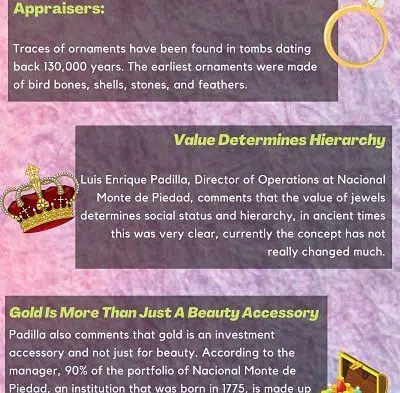 Appraisers:
Traces of ornaments have been found in tombs dating
back 130,000 years. The earliest ornaments were made
of bird bones, shells, stones, and feathers.
Value Determines Hierarchy
Luis Enrique Padilla, Director of Operations at Nacional
Monte de Piedad, comments that the value of jewels
determines social status and hierarchy, in ancient times
this was very clear, currently the concept has not
really changed much.
Gold Is More Than Just A Beauty Accessory
Padilla also comments that gold is an investment
accessory and not just for beauty. According to the
manager, 90% of the portfolio of Nacional Monte de
Piedad, an institution that was born in 1775, is made up